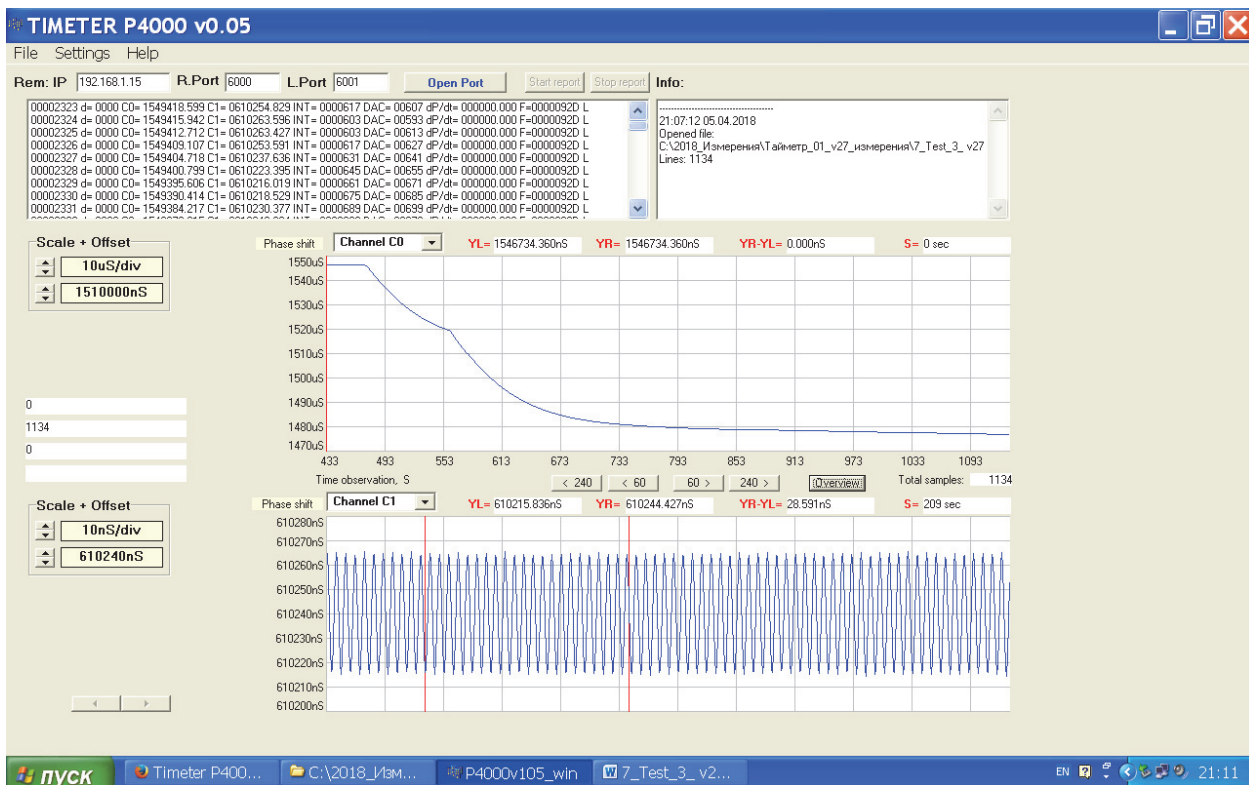 TIMETER P4000 v0.05
File Settings Help
Rem: IP 192.168.1.15 R.Port 6000 L.Port 6001 Open Port Start report Stop report Info:
00002323 d= 0000 C0= 1549418.599 C1= 0610254.829 INT= 0000617 DAC= 00607 dP/dt= 000000.000 F=0000092D L
00002324 d= 0000 C0= 1549415.942 C1= 0610263.596 INT= 0000603 DAC= 00593 dP/dt= 000000.000 F=0000092D L
00002325 d= 0000 C0= 1549412.712 C1= 0610263.427 INT= 0000603 DAC= 00613 dP/dt= 000000.000 F=0000092D L
00002326 d= 0000 C0= 1549409.107 C1= 0610253.591 INT= 0000617 DAC= 00627 dP/dt= 000000.000 F=0000092D L
00002327 d= 0000 C0= 1549404.718 C1= 0610237.636 INT= 0000631 DAC= 00641 dP/dt= 000000.000 F=0000092D L
00002328 d= 0000 C0= 1549400.799 C1= 0610223.395 INT= 0000645 DAC= 00655 dP/dt= 000000.000 F=0000092D L
00002329 d= 0000 C0= 1549395.606 C1= 0610216.019 INT= 0000661 DAC= 00671 dP/dt= 000000.000 F=0000092D L
00002330 d= 0000 C0= 1549390.414 C1= 0610218.529 INT= 0000675 DAC= 00685 dP/dt= 000000.000 F=0000092D L
00002331 d= 0000 C0= 1549384.217 C1= 0610230.377 INT= 0000689 DAC= 00699 dP/dt= 000000.000 F=0000092D L
----------------------------------------
21:07:12 05.04.2018
Opened file:
C:\2018_Измерения\Тайметр_01_v27_измерения\7_Test_3_ v27
Lines: 1134
Scale + Offset
10uS/div
1510000nS
Phase shift Channel C0 YL= 1546734.360nS YR= 1546734.360nS YR-YL= 0.000nS S= 0 sec
1550uS
1540uS
1530uS
1520uS
1510uS
1500uS
1490uS
1480uS
1470uS
433 493 553 613 673 733 793 853 913 973 1033 1093
0
1134
0
Time observation, S < 240 < 60 60 > 240 > Overview Total samples: 1134
Scale + Offset
10nS/div
610240nS
Phase shift Channel C1 YL= 610215.836nS YR= 610244.427nS YR-YL= 28.591nS S= 209 sec
610280nS
610270nS
610260nS
610250nS
610240nS
610230nS
610220nS
610210nS
610200nS
пуск Timeter P400... C:\2018_Изм... P4000v105_win 7_Test_3_ v2... EN 21:11